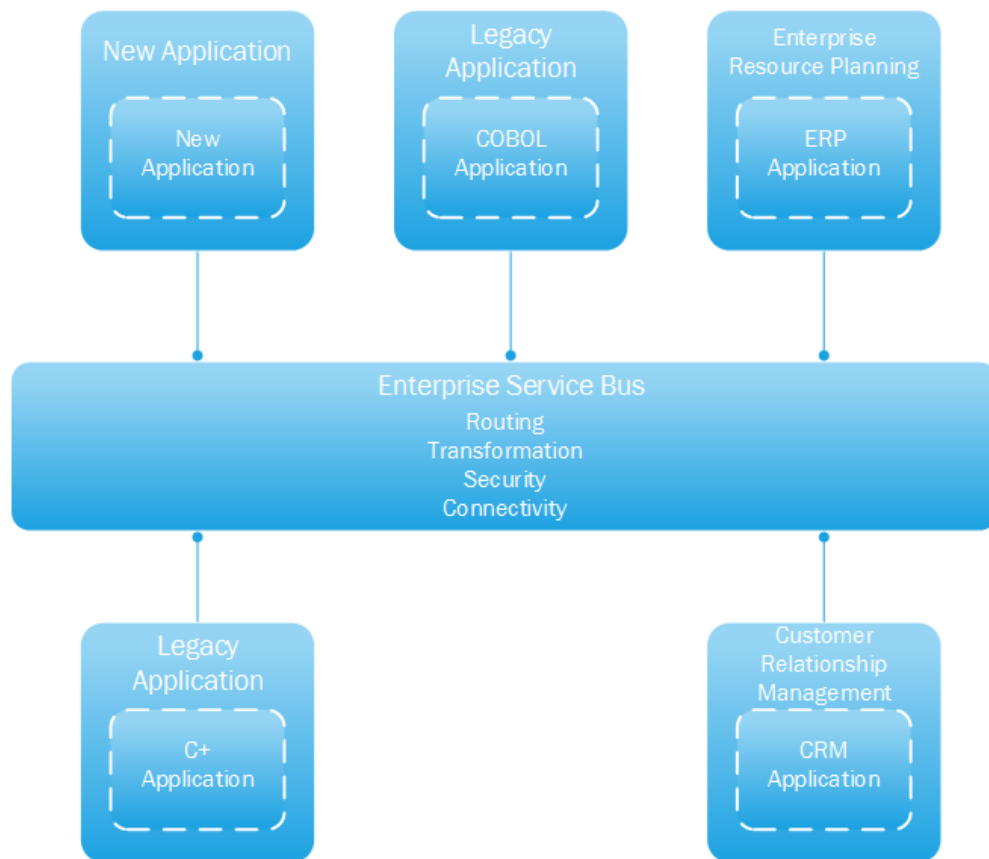 New Application
New
Application
Legacy
Application
COBOL
Application
Enterprise
Resource Planning
ERP
Application
Enterprise Service Bus
Routing
Transformation
Security
Connectivity
Legacy
Application
C+
Application
Customer
Relationship
Management
CRM
Application